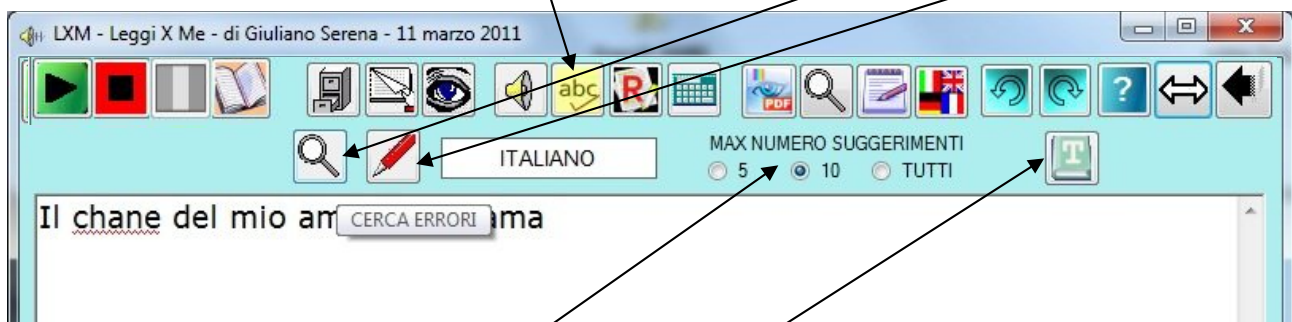 LXM - Leggi X Me - di Giuliano Serena - 11 marzo 2011
abc R PDF ?
ITALIANO
MAX NUMERO SUGGERIMENTI
5 10 TUTTI
T
Il chane del mio am ama
CERCA ERRORI